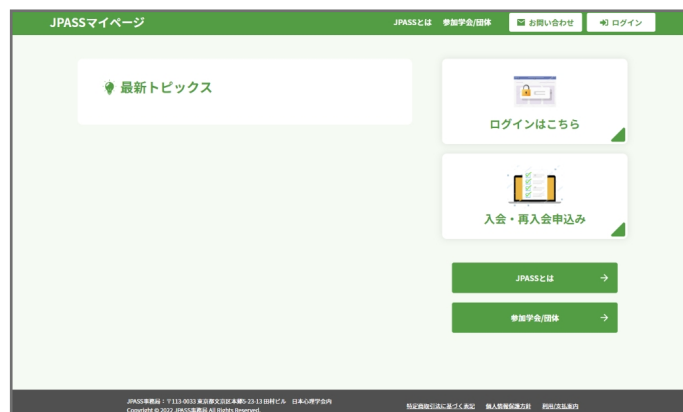 JPASSマイページ
JPASSとは 参加学会/団体 お問い合わせ ログイン
最新トピックス
ログインはこちら
入会・再入会申込み
JPASSとは
参加学会/団体
JPASS事務局：〒113-0033 東京都文京区本郷5-23-13 田村ビル 日本心理学会内
Copyright © 2022 JPASS事務局 All Rights Reserved.
特定商取引法に基づく表記 個人情報保護方針 利用/支払案内